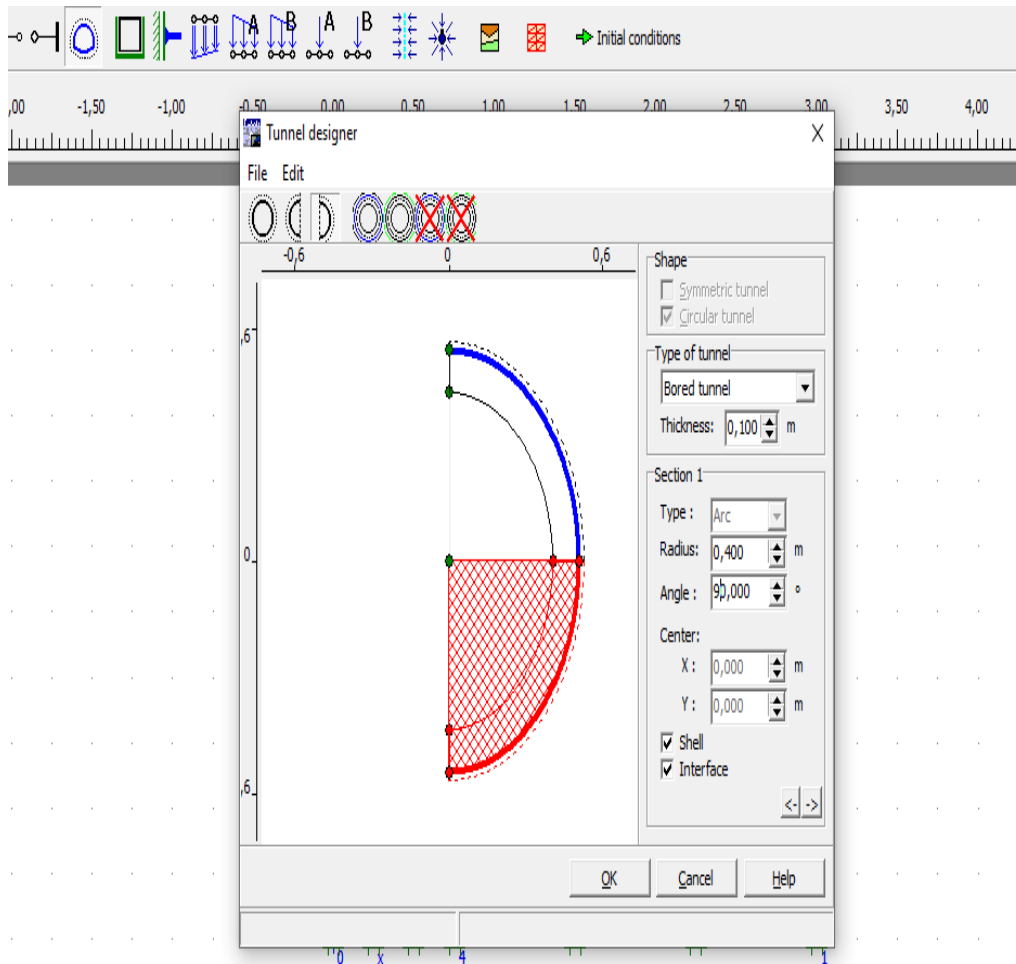 A B A B Initial conditions
,00 -1,50 -1,00 -0,50 0,00 0,50 1,00 1,50 2,00 2,50 3,00 3,50 4,00
Tunnel designer
File Edit
-0,6 0 0,6
,6
0
,6
Shape
Symmetric tunnel
Circular tunnel
Type of tunnel
Bored tunnel
Thickness: 0,100 m
Section 1
Type : Arc
Radius: 0,400 m
Angle : 90,000 °
Center:
X : 0,000 m
Y : 0,000 m
Shell
Interface
<- ->
OK Cancel Help
0 x 4 1